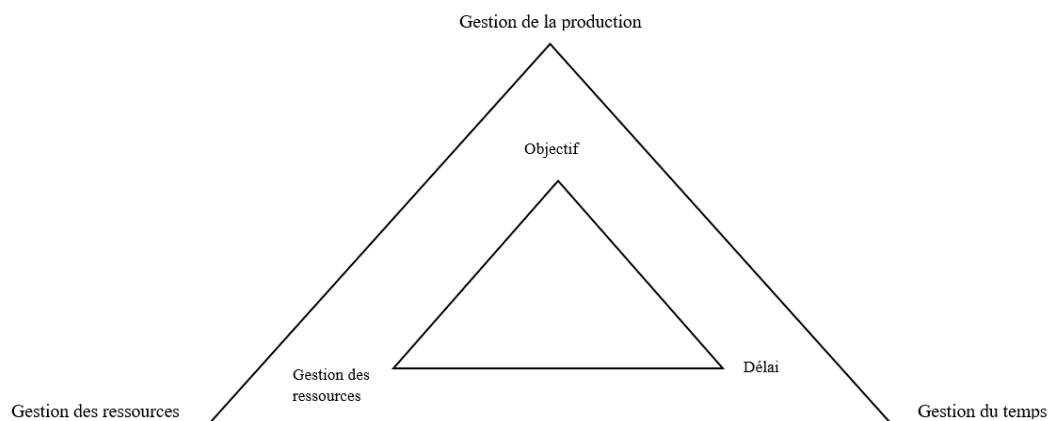 Gestion de la production
Objectif
Délai
Gestion des
ressources
Gestion des ressources
Gestion du temps